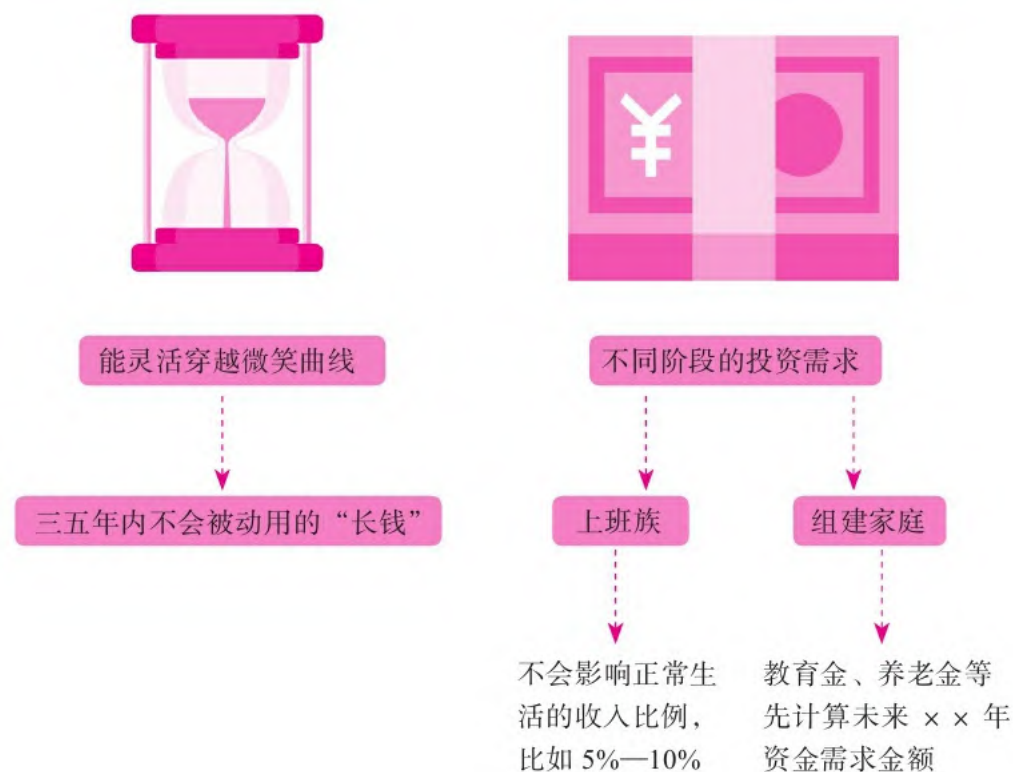 ¥
能灵活穿越微笑曲线
三五年内不会被动用的“长钱”
不同阶段的投资需求
上班族
不会影响正常生
活的收入比例，
比如 5%—10%
组建家庭
教育金、养老金等
先计算未来 × × 年
资金需求金额